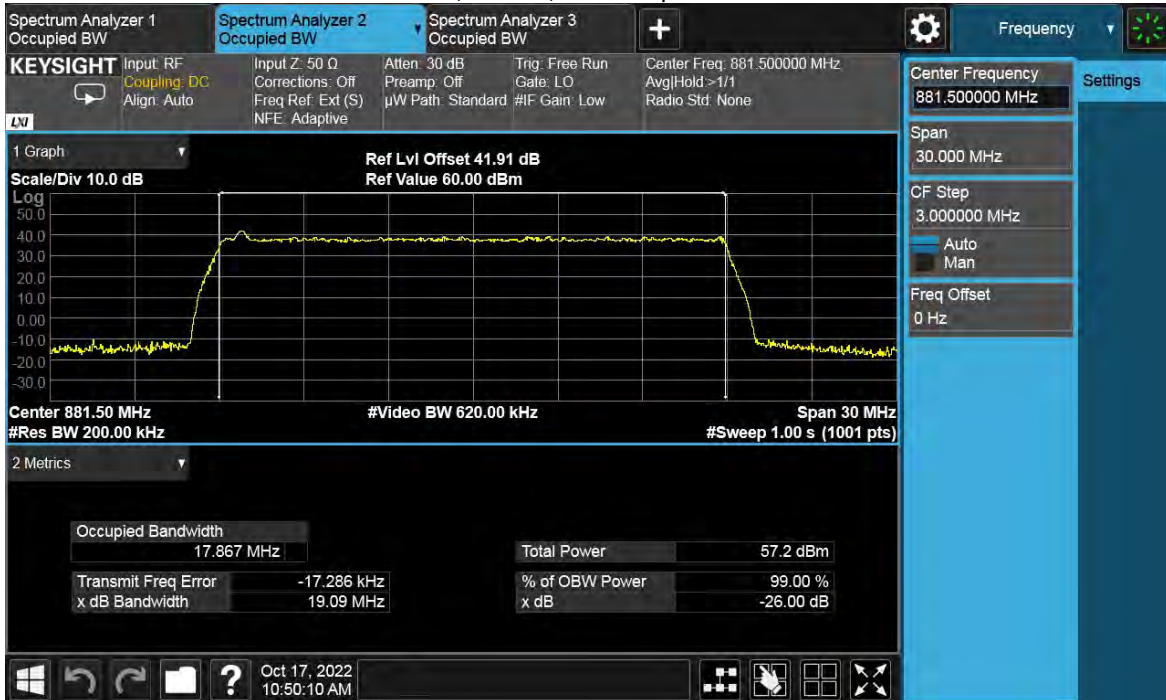 Spectrum Analyzer 1
Occupied BW
Spectrum Analyzer 2
Occupied BW
Spectrum Analyzer 3
Occupied BW
+
Frequency
KEYSIGHT
LXI
Input: RF
Coupling: DC
Align: Auto
Input Z: 50 Ω
Corrections: Off
Freq Ref: Ext (S)
NFE: Adaptive
Atten: 30 dB
Preamp: Off
µW Path: Standard
Trig: Free Run
Gate: LO
#IF Gain: Low
Center Freq: 881.500000 MHz
Avg|Hold:>1/1
Radio Std: None
Center Frequency
881.500000 MHz
Settings
Span
30.000 MHz
CF Step
3.000000 MHz
Auto
Man
Freq Offset
0 Hz
1 Graph
Scale/Div 10.0 dB
Ref Lvl Offset 41.91 dB
Ref Value 60.00 dBm
Log
50.0
40.0
30.0
20.0
10.0
0.00
-10.0
-20.0
-30.0
Center 881.50 MHz
#Video BW 620.00 kHz
Span 30 MHz
#Res BW 200.00 kHz
#Sweep 1.00 s (1001 pts)
2 Metrics
Occupied Bandwidth
17.867 MHz
Total Power 57.2 dBm
Transmit Freq Error -17.286 kHz
% of OBW Power 99.00 %
x dB Bandwidth 19.09 MHz
x dB -26.00 dB
?
Oct 17, 2022
10:50:10 AM